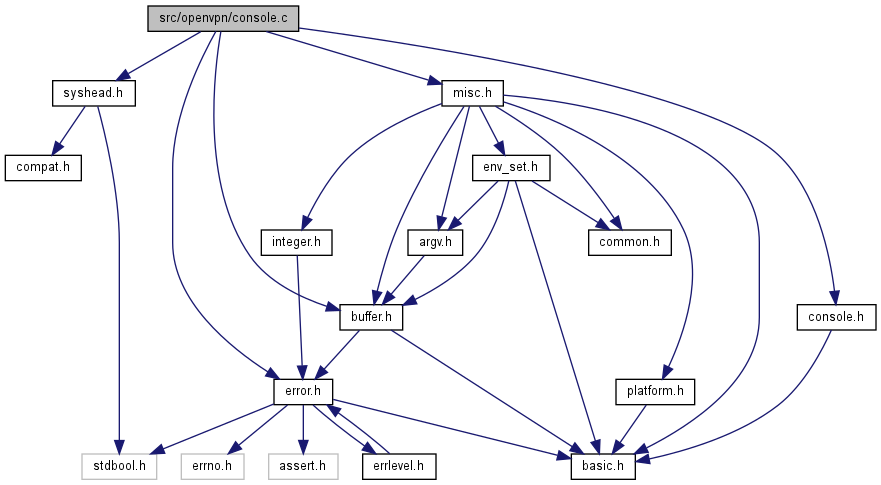 src/openvpn/console.c
syshead.h
misc.h
compat.h
env_set.h
integer.h
argv.h
common.h
buffer.h
console.h
error.h
platform.h
stdbool.h
errno.h
assert.h
errlevel.h
basic.h